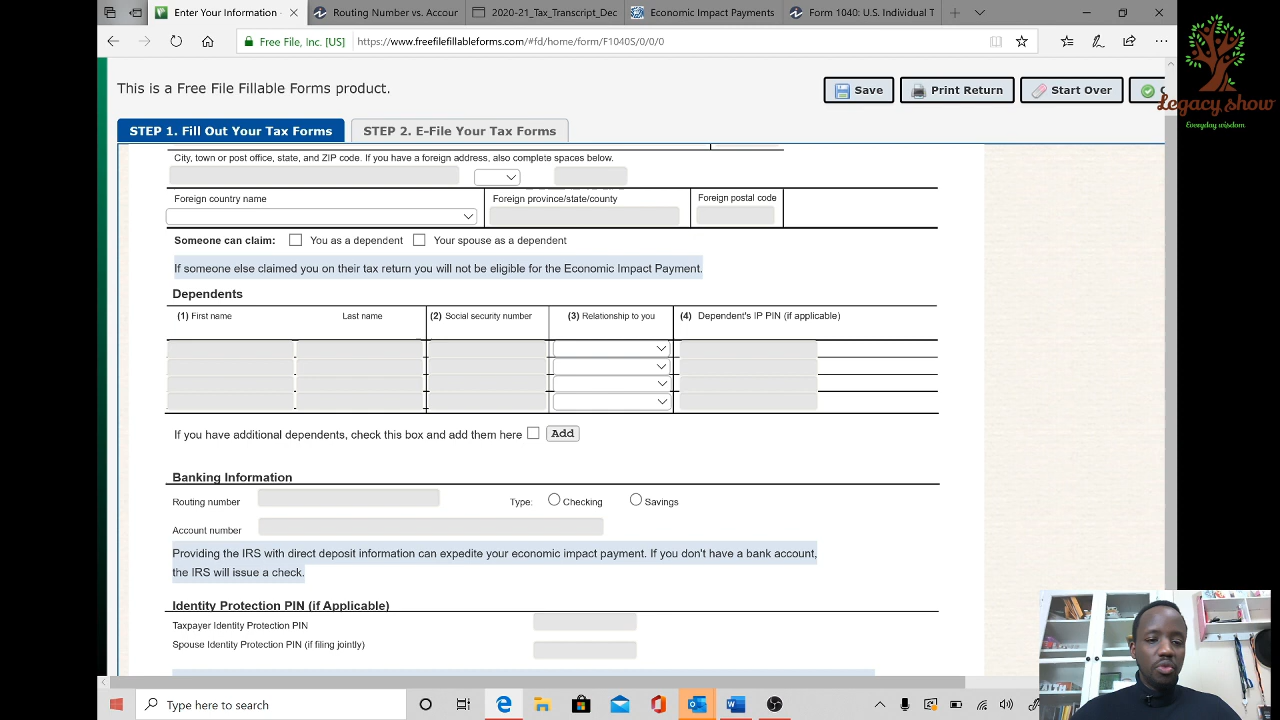 Enter Your Information -
Routing Number vs. Accour
2020-21_Tax_Transcript_Dec
Economic Impact Payments
Form 1040: U.S. Individual T
Free File, Inc. [US]
https://www.freefilefillableforms.com/#fd/home/form/F1040S/0/0/0
Legacy show
Everyday wisdom
This is a Free File Fillable Forms product.
Save
Print Return
Start Over
STEP 1. Fill Out Your Tax Forms
STEP 2. E-File Your Tax Forms
City, town or post office, state, and ZIP code. If you have a foreign address, also complete spaces below.
Foreign country name
Foreign province/state/county
Foreign postal code
Someone can claim: You as a dependent Your spouse as a dependent
If someone else claimed you on their tax return you will not be eligible for the Economic Impact Payment.
Dependents
(1) First name Last name (2) Social security number (3) Relationship to you (4) Dependent's IP PIN (if applicable)
If you have additional dependents, check this box and add them here Add
Banking Information
Routing number Type: Checking Savings
Account number
Providing the IRS with direct deposit information can expedite your economic impact payment. If you don't have a bank account,
the IRS will issue a check.
Identity Protection PIN (if Applicable)
Taxpayer Identity Protection PIN
Spouse Identity Protection PIN (if filing jointly)
Type here to search